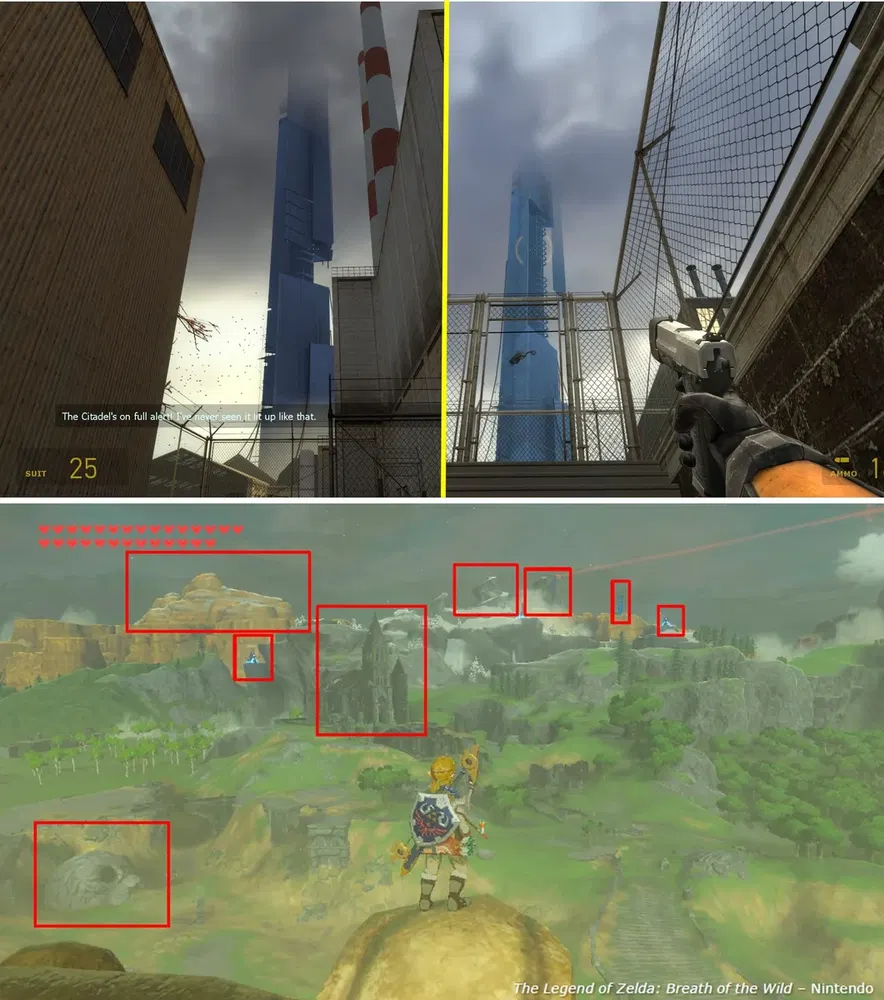 The Citadel's on full alert! I've never seen it lit up like that.
SUIT 25
AMMO 1
The Legend of Zelda: Breath of the Wild – Nintendo